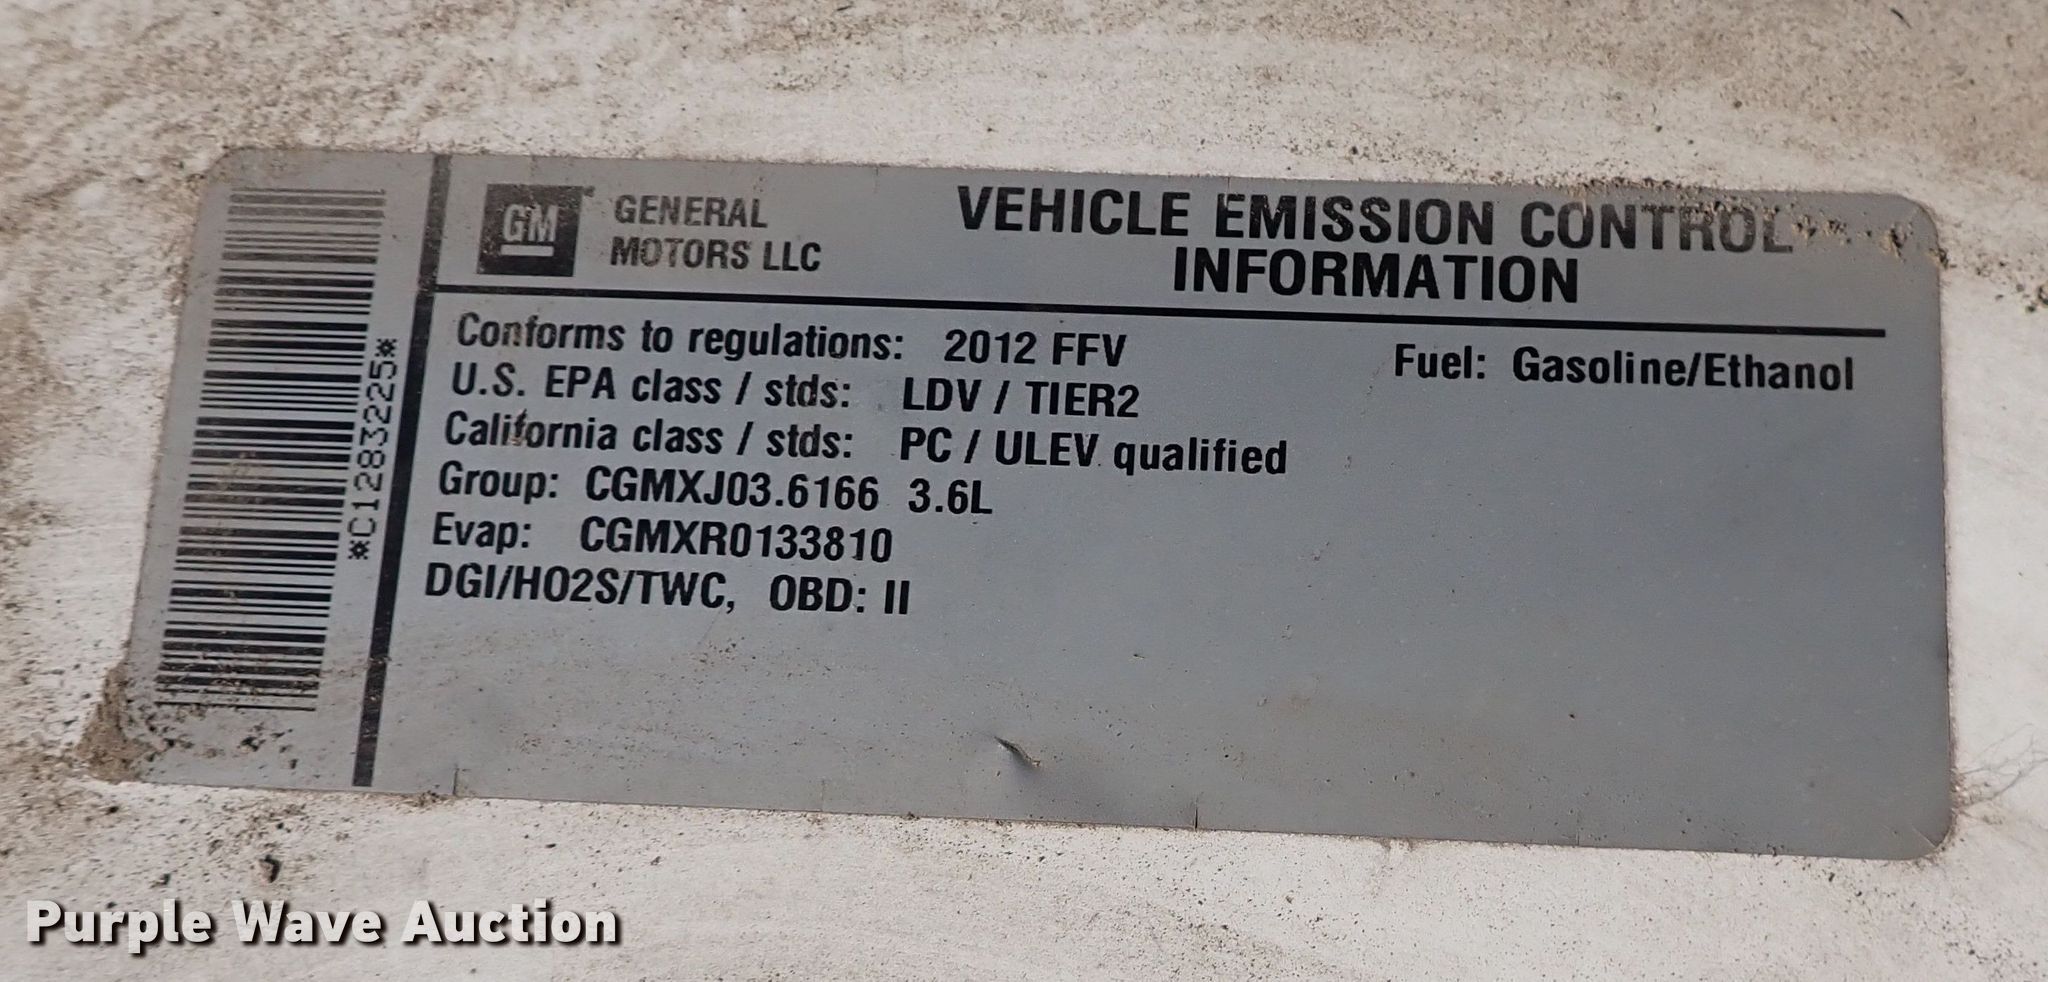 *C1283225*
GM
GENERAL
MOTORS LLC
VEHICLE EMISSION CONTROL
INFORMATION
Conforms to regulations: 2012 FFV
Fuel: Gasoline/Ethanol
U.S. EPA class / stds: LDV / TIER2
California class / stds: PC / ULEV qualified
Group: CGMXJ03.6166 3.6L
Evap: CGMXR0133810
DGI/HO2S/TWC, OBD: II
Purple Wave Auction